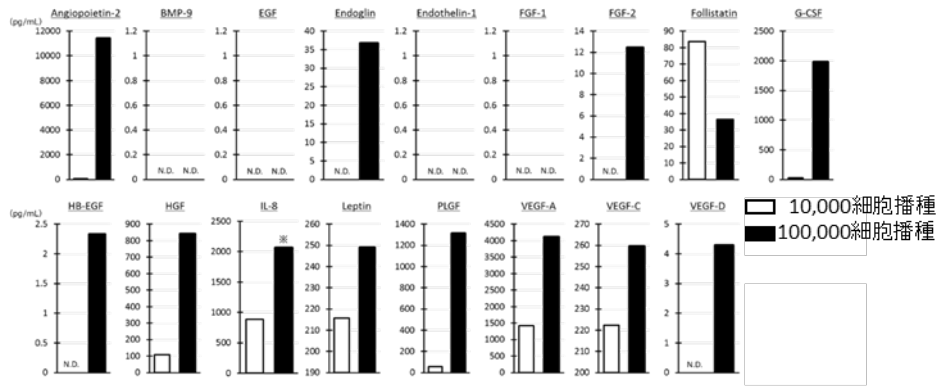 Angiopoietin-2 BMP-9 EGF Endoglin Endothelin-1 FGF-1 FGF-2 Follistatin G-CSF
(pg/mL)
12000 10000 8000 6000 4000 2000 0
1.2 1 0.8 0.6 0.4 0.2 0
1.2 1 0.8 0.6 0.4 0.2 0
40 35 30 25 20 15 10 5 0
1.2 1 0.8 0.6 0.4 0.2 0
1.2 1 0.8 0.6 0.4 0.2 0
14 12 10 8 6 4 2 0
90 80 70 60 50 40 30 20 10 0
2500 2000 1500 1000 500 0
N.D. N.D. N.D. N.D. N.D. N.D. N.D. N.D. N.D. N.D.
HB-EGF HGF IL-8 Leptin PLGF VEGF-A VEGF-C VEGF-D
(pg/mL)
2.5 2 1.5 1 0.5 0
900 800 700 600 500 400 300 200 100 0
2500 2000 1500 1000 500 0
260 250 240 230 220 210 200 190
1400 1200 1000 800 600 400 200 0
4500 4000 3500 3000 2500 2000 1500 1000 500 0
270 260 250 240 230 220 210 200
5 4 3 2 1 0
N.D. ※ N.D.
10,000細胞播種
100,000細胞播種